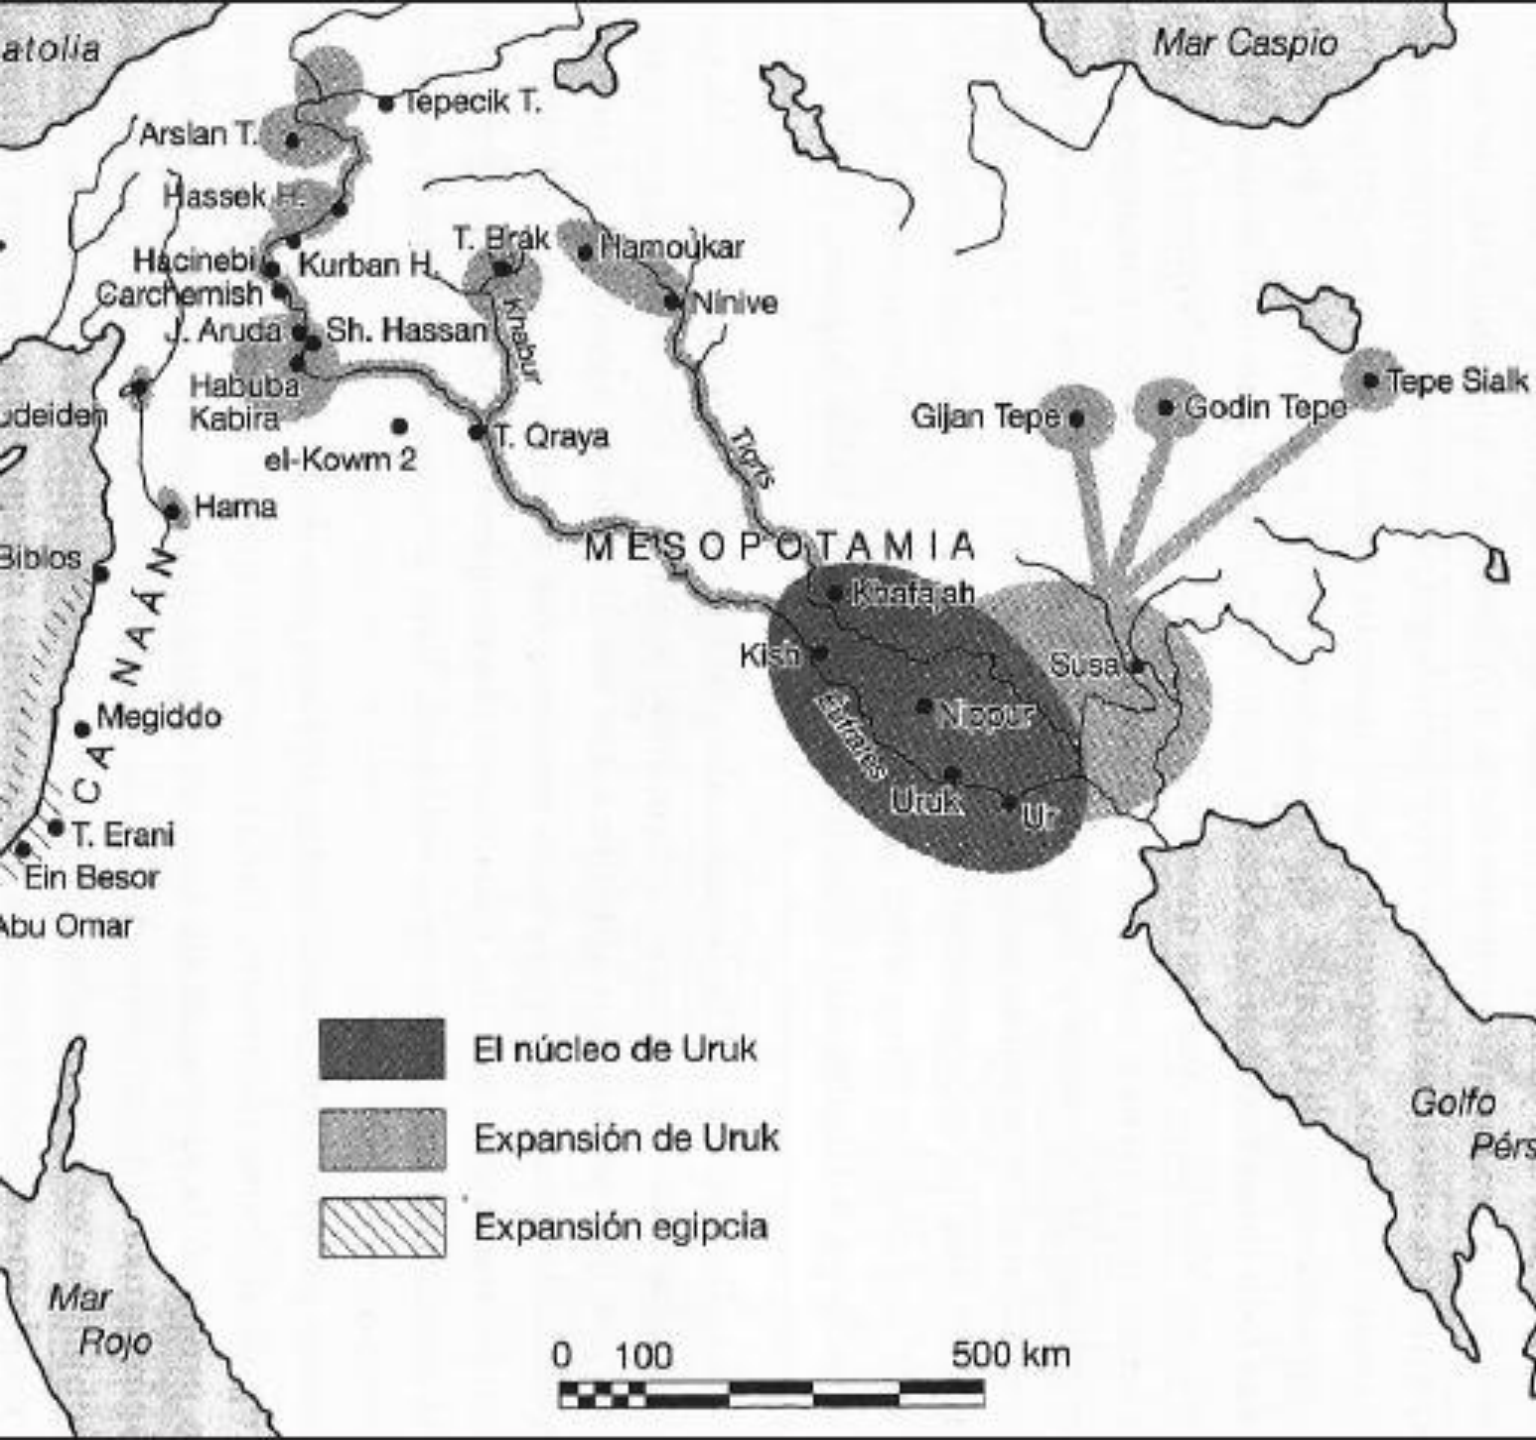 atolia
Mar Caspio
Tepecik T.
Arslan T.
Hassek H.
T. Brak
Hamoukar
Hacinebi
Kurban H.
Carchemish
Ninive
J. Aruda
Sh. Hassan
Khabur
Habuba
Kabira
udeideh
Gijan Tepe
Godin Tepe
Tepe Sialk
T. Qraya
el-Kowm 2
Tigris
Hama
MESOPOTAMIA
Biblos
Khafajah
CANAÁN
Kish
Susa
Megiddo
Nippur
Éufrates
Uruk
Ur
T. Erani
Ein Besor
Abu Omar
El núcleo de Uruk
Expansión de Uruk
Expansión egipcia
Golfo
Pérs
Mar
Rojo
0 100 500 km